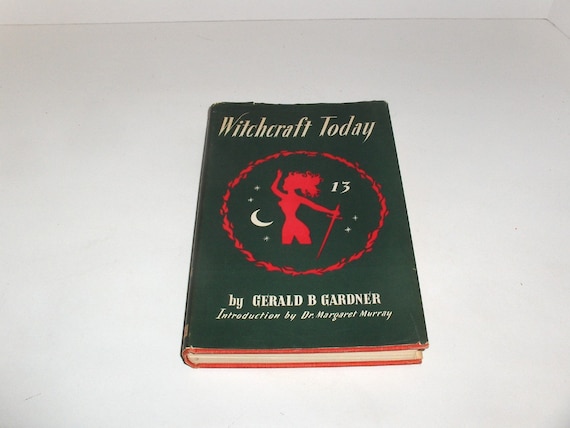 Witchcraft Today
13
by GERALD B GARDNER
Introduction by Dr. Margaret Murray